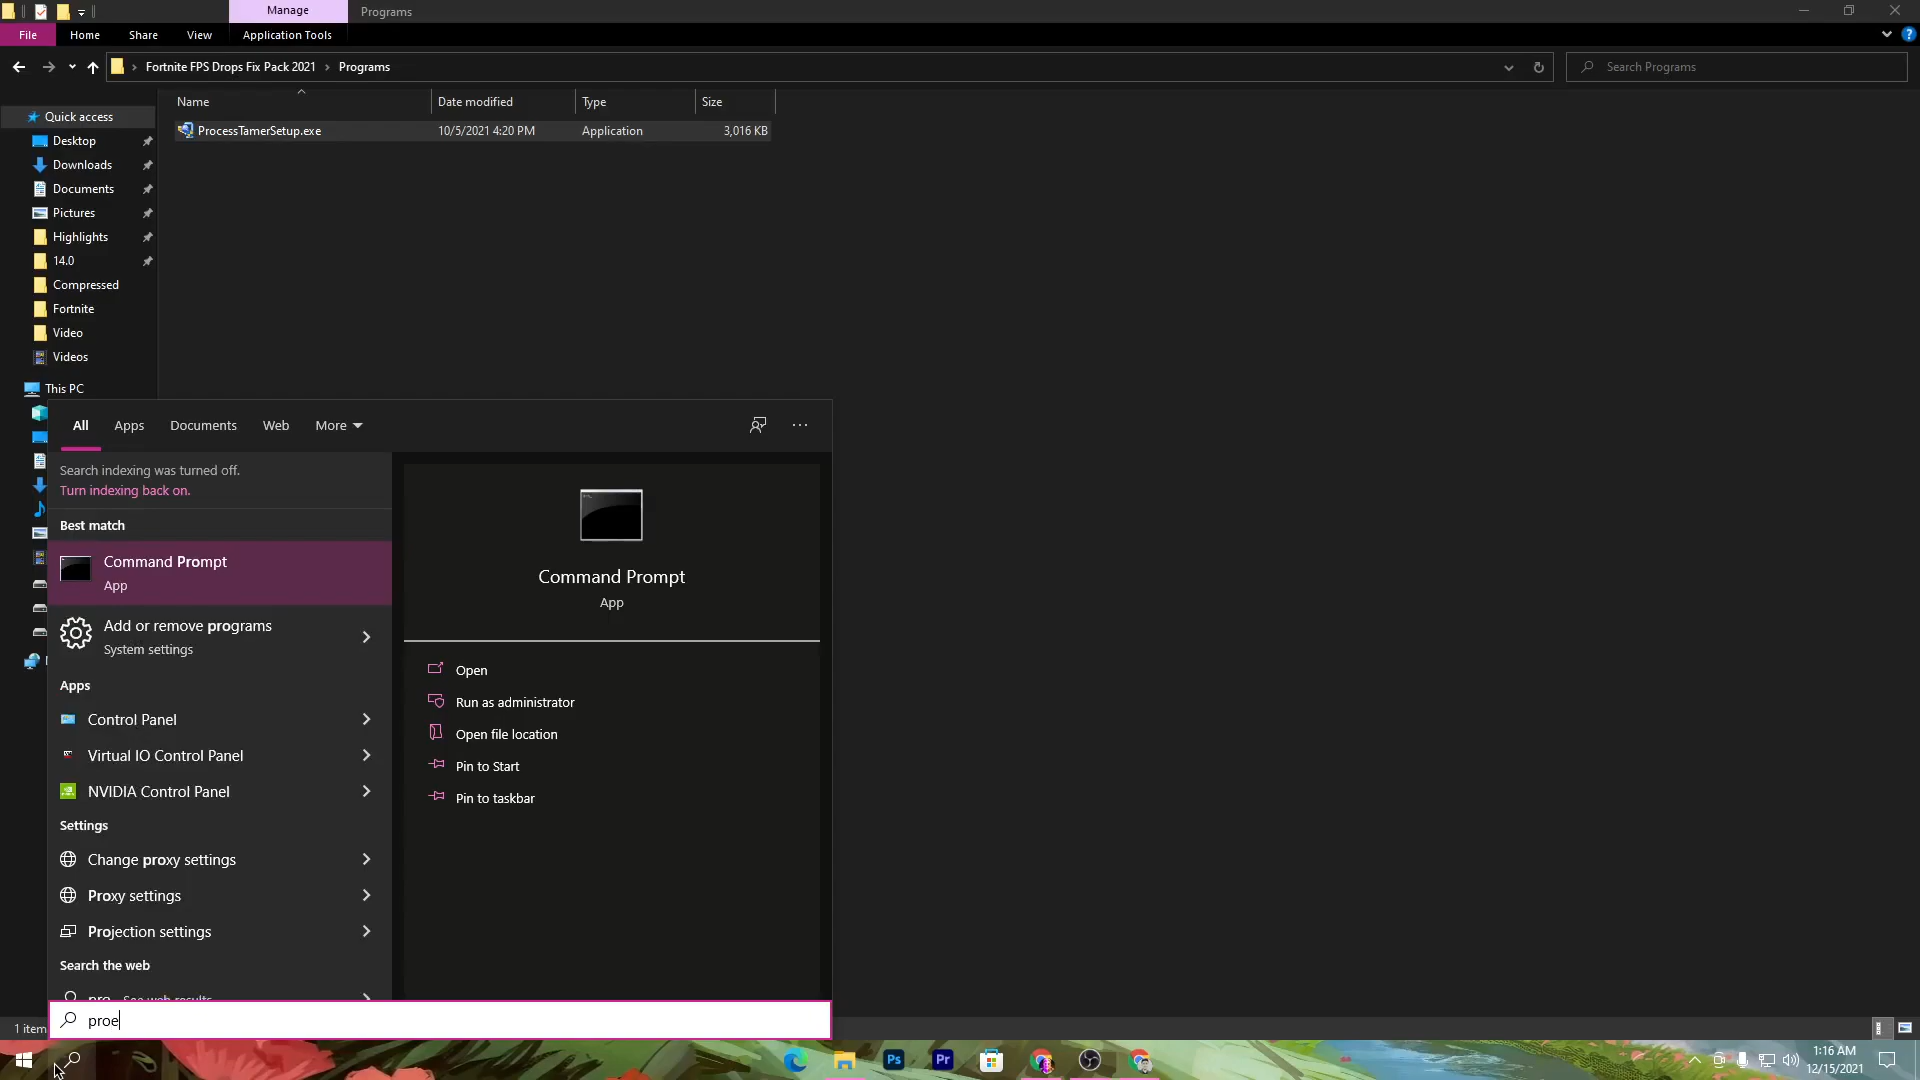 Manage
Programs
File
Home
Share
View
Application Tools
Fortnite FPS Drops Fix Pack 2021
Programs
Search Programs
Name
Date modified
Type
Size
ProcessTamerSetup.exe
10/5/2021 4:20 PM
Application
3,016 KB
Quick access
Desktop
Downloads
Documents
Pictures
Highlights
14.0
Compressed
Fortnite
Video
Videos
This PC
All
Apps
Documents
Web
More
Search indexing was turned off.
Turn indexing back on.
Best match
Command Prompt
App
Add or remove programs
System settings
Apps
Control Panel
Virtual IO Control Panel
NVIDIA Control Panel
Settings
Change proxy settings
Proxy settings
Projection settings
Search the web
pro - See web results
Command Prompt
App
Open
Run as administrator
Open file location
Pin to Start
Pin to taskbar
1 item
proe
Ps
Pr
1:16 AM
12/15/2021